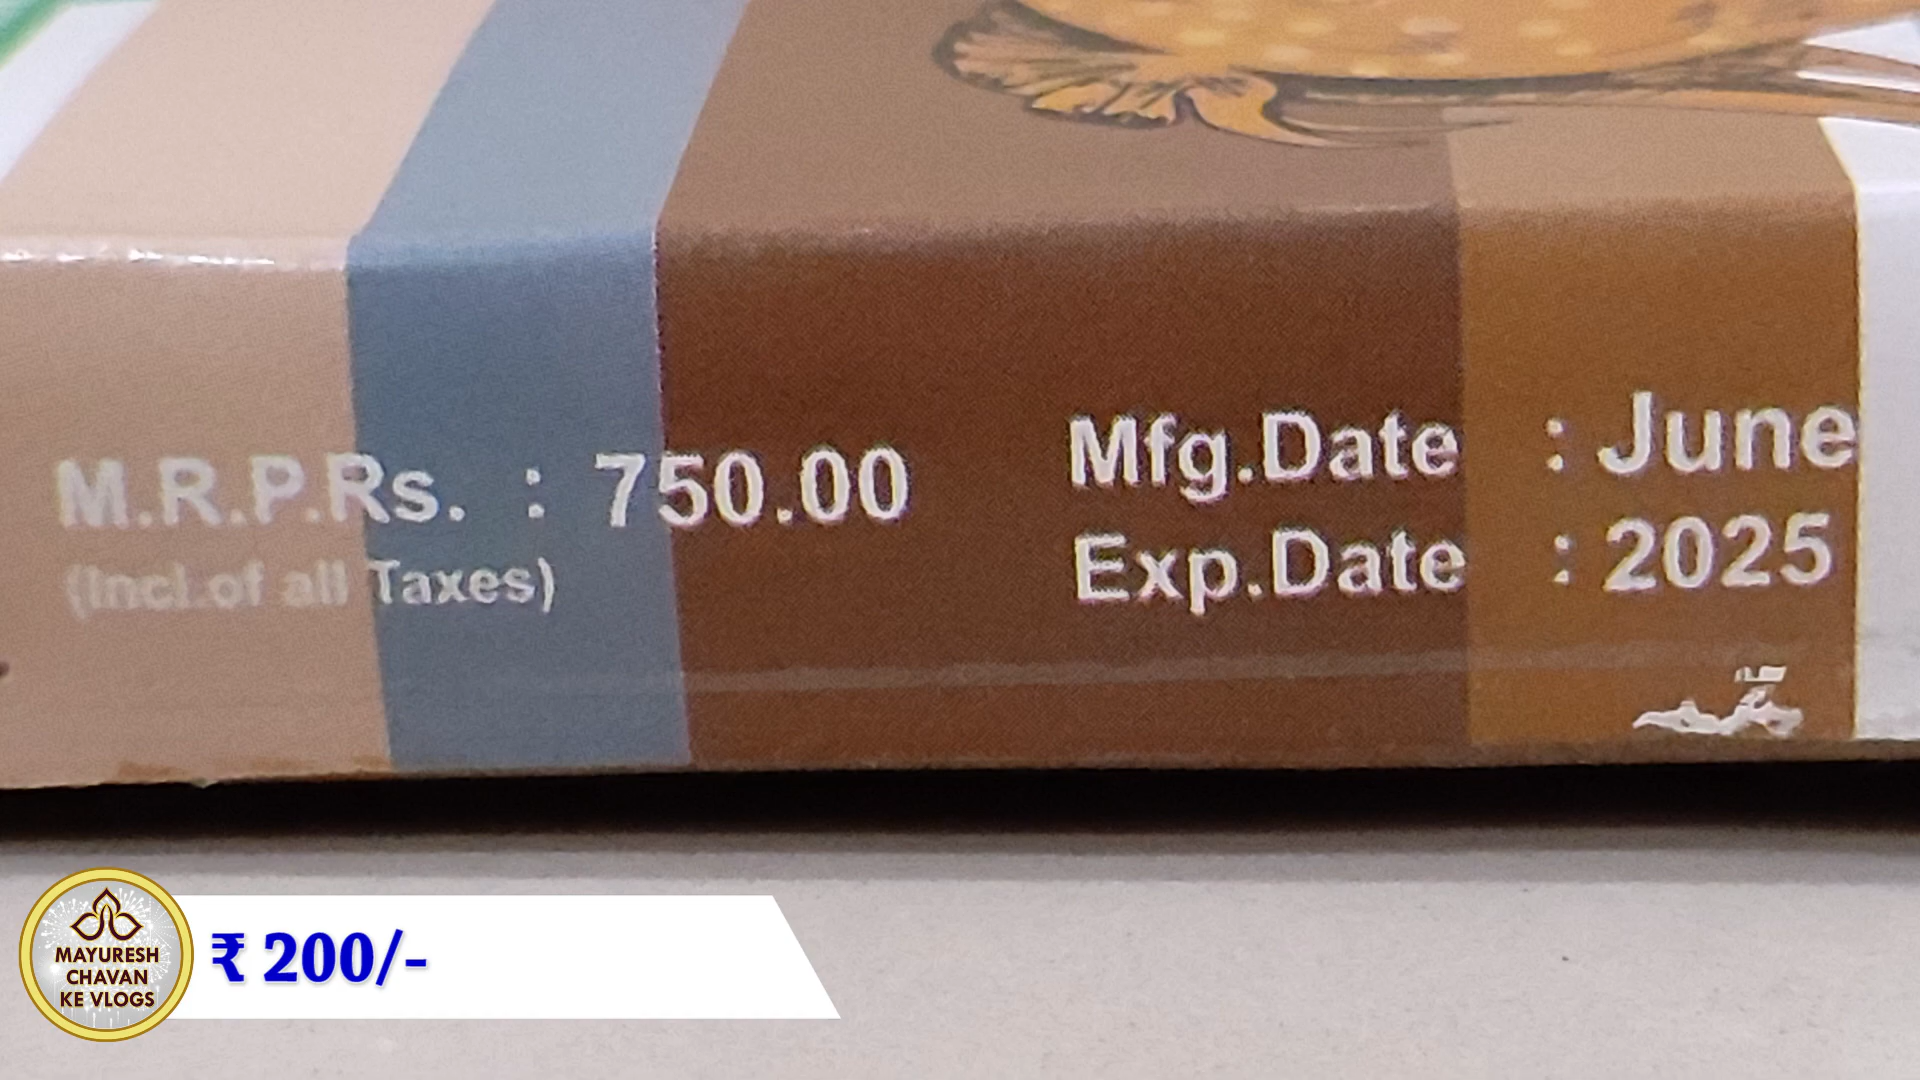 M.R.P.Rs. : 750.00
(Incl.of all Taxes)
Mfg.Date : June
Exp.Date : 2025
MAYURESH
CHAVAN
KE VLOGS
₹ 200/-